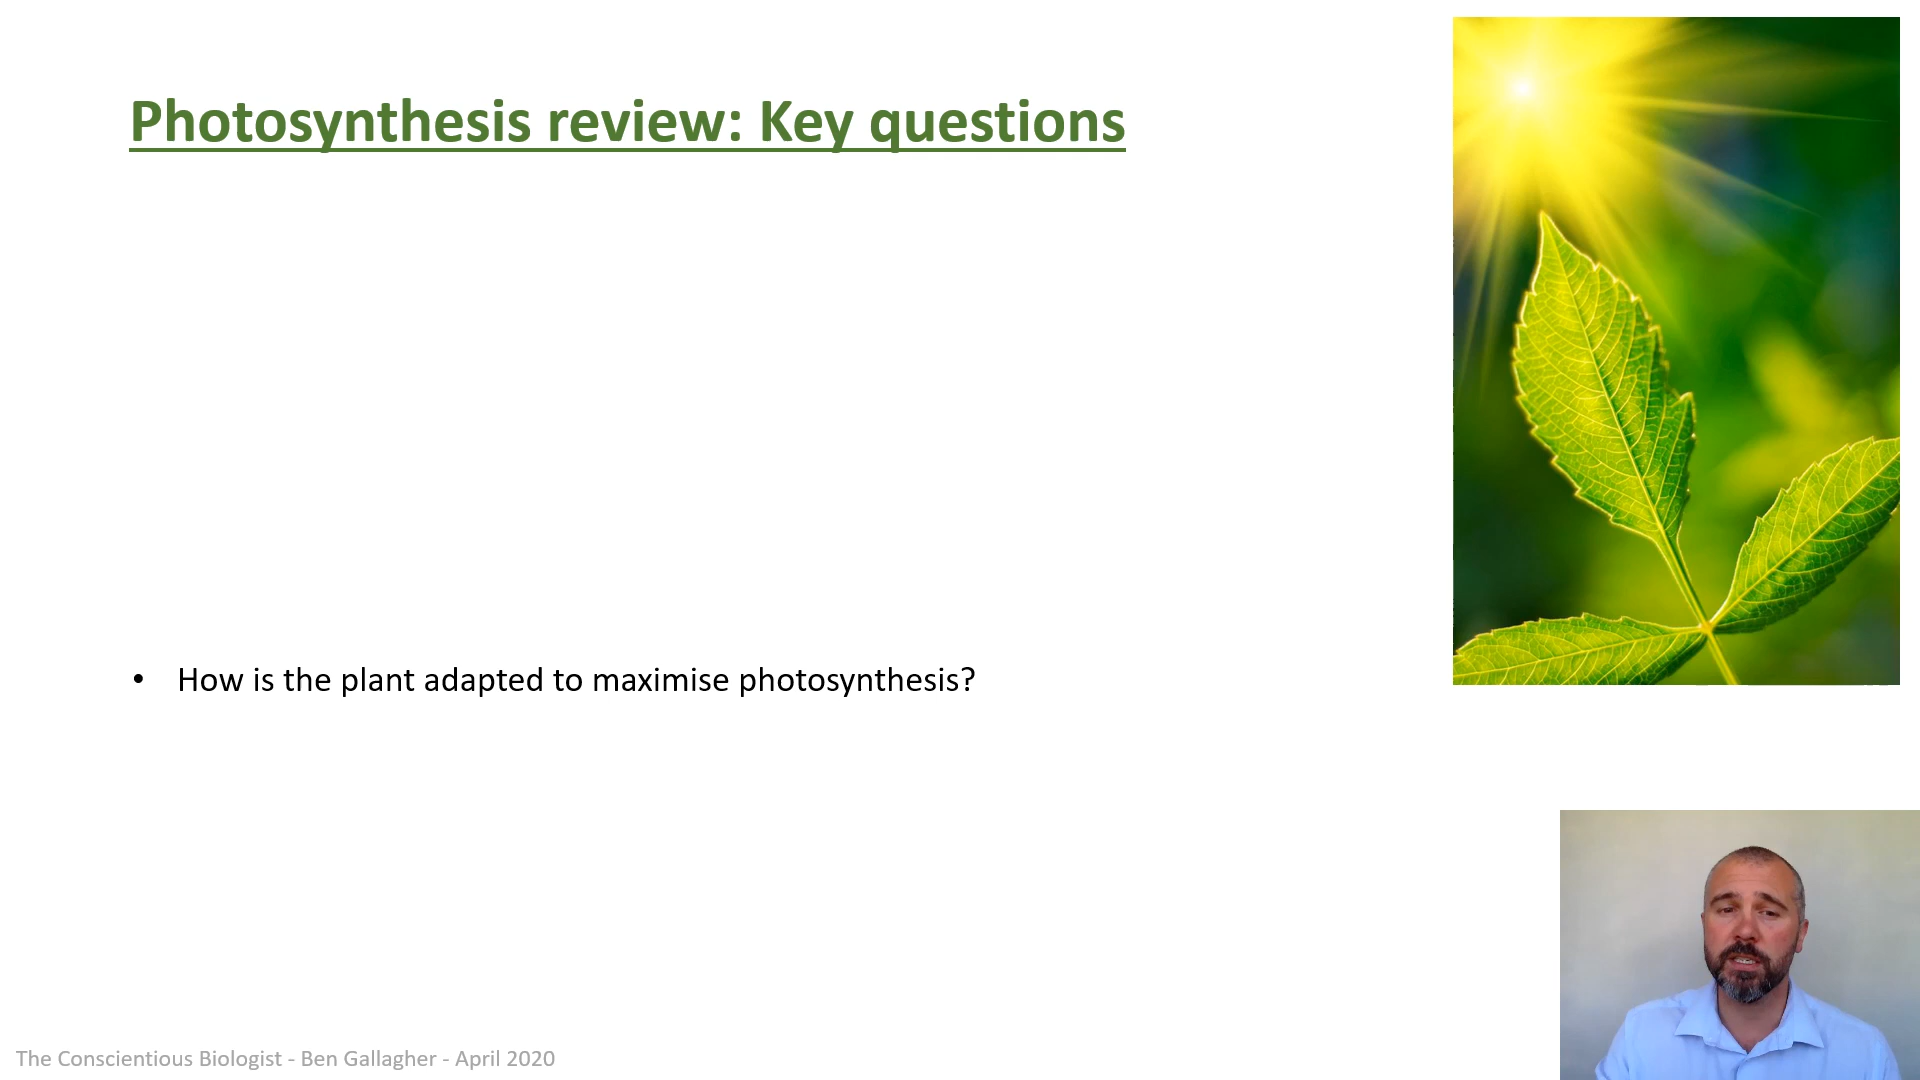 Photosynthesis review: Key questions
• How is the plant adapted to maximise photosynthesis?
The Conscientious Biologist - Ben Gallagher - April 2020